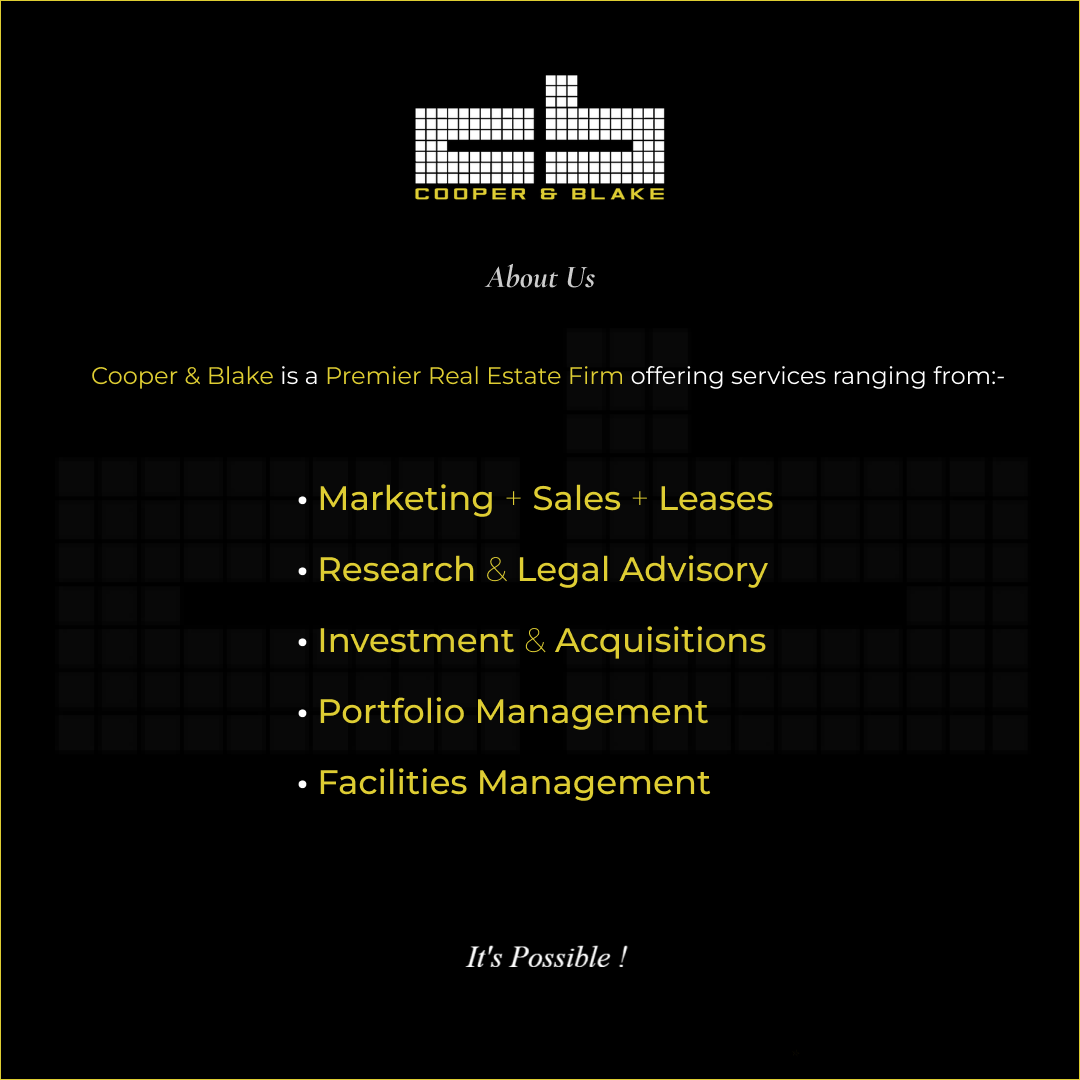 cb
COOPER & BLAKE
About Us
Cooper & Blake is a Premier Real Estate Firm offering services ranging from:-
• Marketing + Sales + Leases
• Research & Legal Advisory
• Investment & Acquisitions
• Portfolio Management
• Facilities Management
It's Possible !